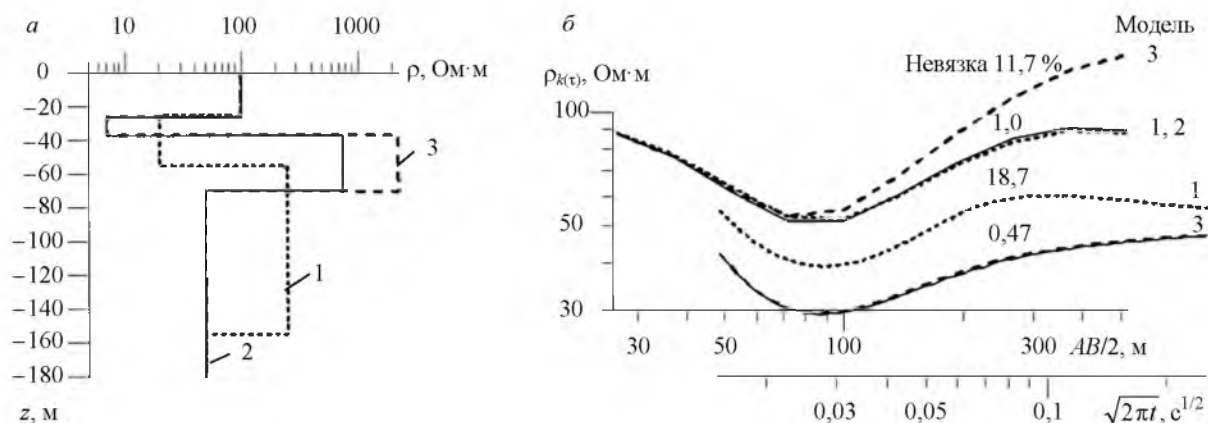 а 10 100 1000 б Модель
0 ρ, Ом·м
−20
−40
−60
−80
−100
−120
−140
−160
−180
z, м
3
1
2
ρk(τ), Ом·м Невязка 11,7 % 3
100 1,0 1, 2
18,7 1
50 0,47 3
30
30 50 100 300 AB/2, м
0,03 0,05 0,1 √2πt, с1/2